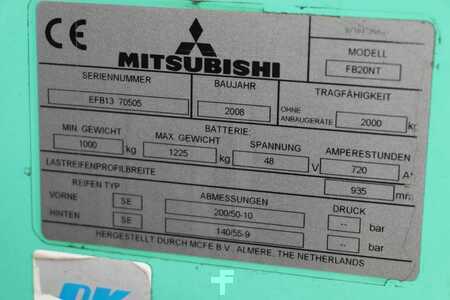 CE
MITSUBISHI
MODELL
FB20NT
SERIENNUMMER
BAUJAHR
TRAGFÄHIGKEIT
EFB13 70505
2008
OHNE ANBAUGERÄTE 2000 kg
BATTERIE:
MIN. GEWICHT MAX. GEWICHT SPANNUNG AMPERESTUNDEN
1000 kg 1225 kg 48 V 720
LASTREIFENPROFILBREITE 935 mm
REIFEN TYP ABMESSUNGEN DRUCK
VORNE SE 200/50-10 -- bar
HINTEN SE 140/55-9 -- bar
HERGESTELLT DURCH MCFE B.V. ALMERE, THE NETHERLANDS